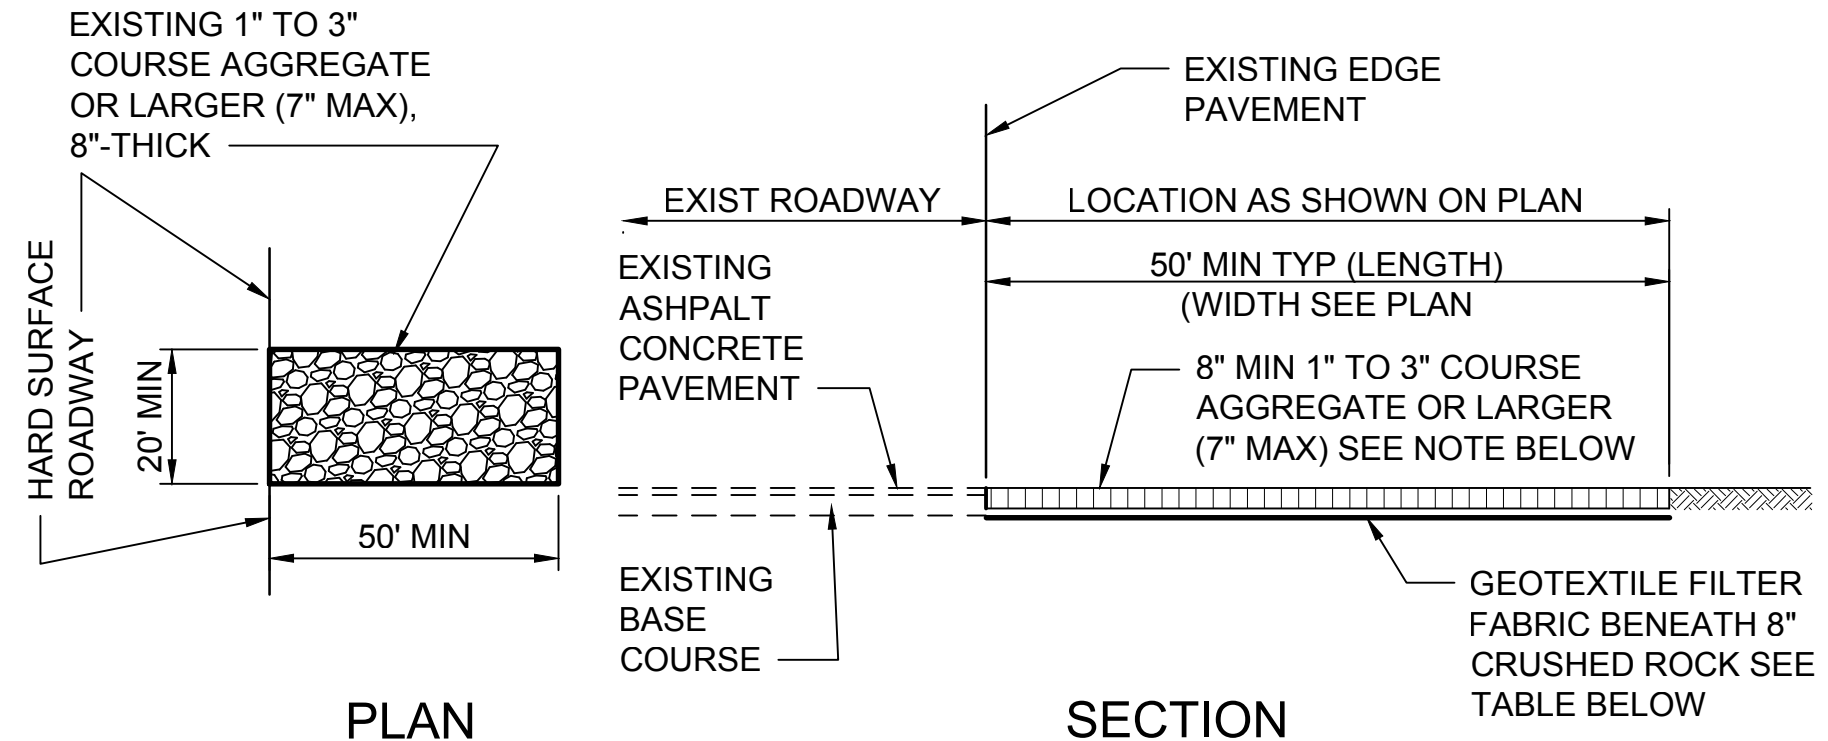 EXISTING 1" TO 3"
COURSE AGGREGATE
OR LARGER (7" MAX),
8"-THICK
HARD SURFACE
ROADWAY
20' MIN
50' MIN
PLAN
EXISTING EDGE
PAVEMENT
EXIST ROADWAY
LOCATION AS SHOWN ON PLAN
50' MIN TYP (LENGTH)
(WIDTH SEE PLAN
EXISTING
ASHPALT
CONCRETE
PAVEMENT
8" MIN 1" TO 3" COURSE
AGGREGATE OR LARGER
(7" MAX) SEE NOTE BELOW
EXISTING
BASE
COURSE
GEOTEXTILE FILTER
FABRIC BENEATH 8"
CRUSHED ROCK SEE
TABLE BELOW
SECTION